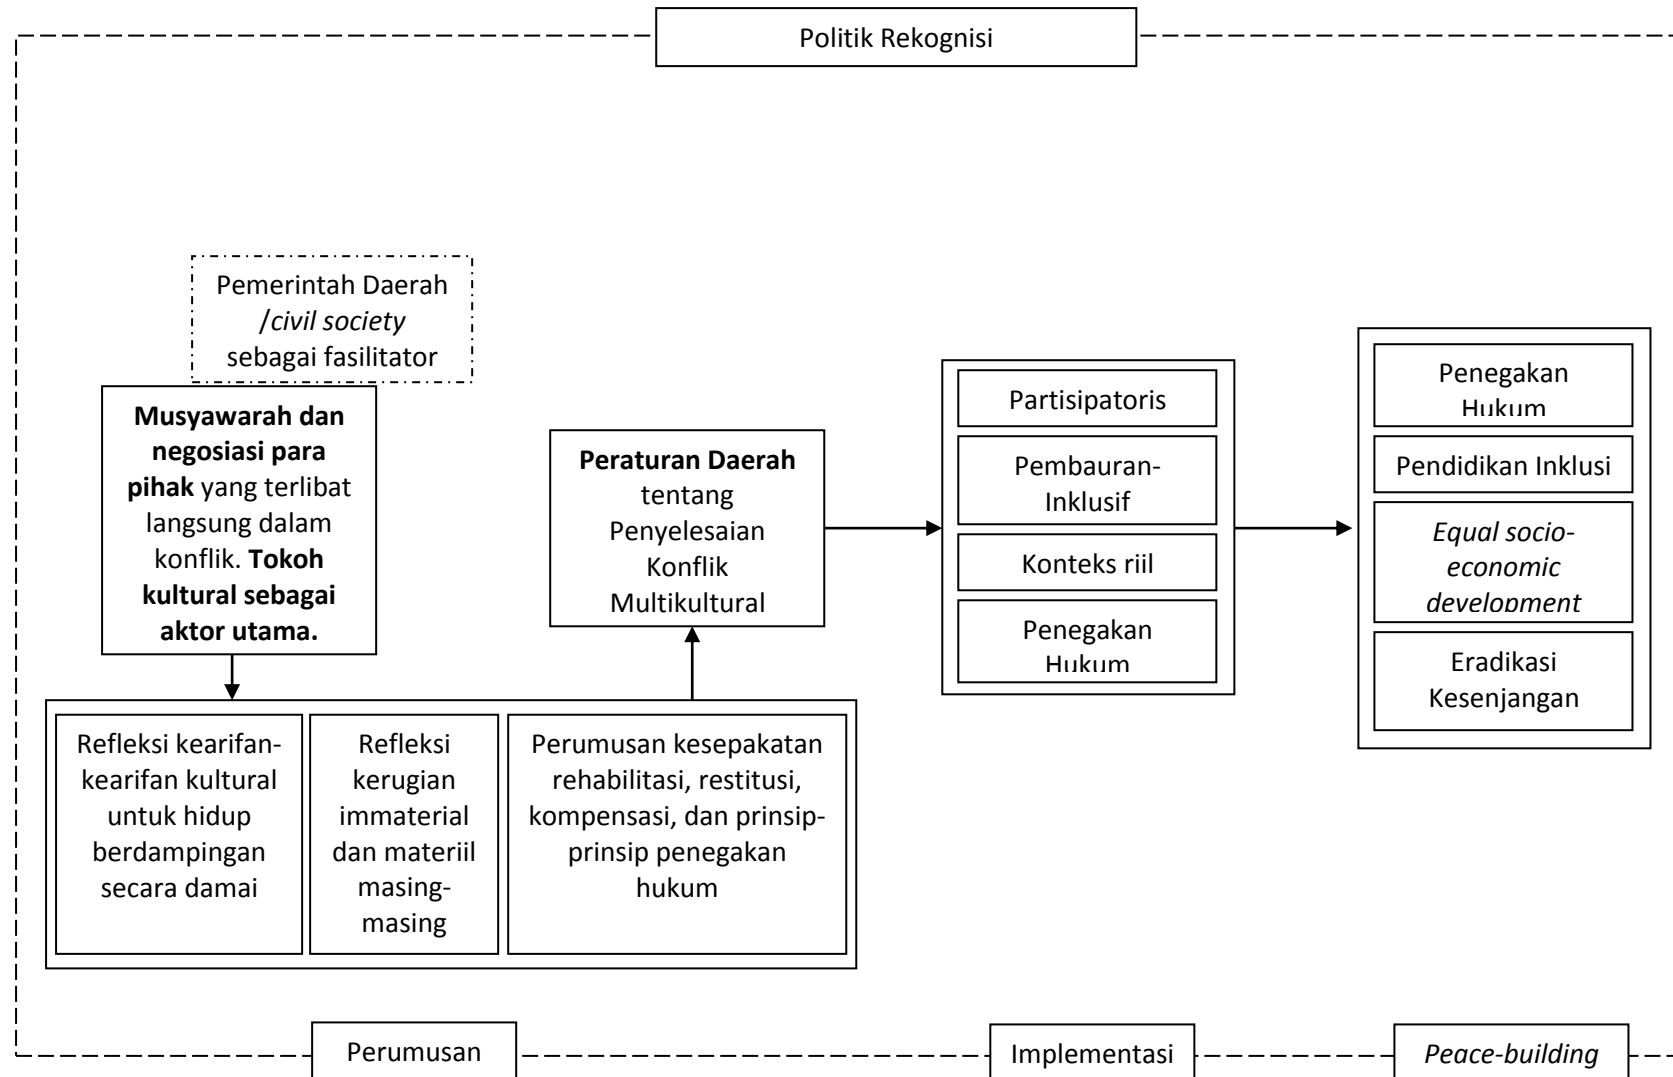 Politik Rekognisi
Pemerintah Daerah
/civil society
sebagai fasilitator
Musyawarah dan
negosiasi para
pihak yang terlibat
langsung dalam
konflik. Tokoh
kultural sebagai
aktor utama.
Refleksi kearifan-
kearifan kultural
untuk hidup
berdampingan
secara damai
Refleksi
kerugian
immaterial
dan materiil
masing-
masing
Perumusan kesepakatan
rehabilitasi, restitusi,
kompensasi, dan prinsip-
prinsip penegakan
hukum
Peraturan Daerah
tentang
Penyelesaian
Konflik
Multikultural
Partisipatoris
Pembauran-
Inklusif
Konteks riil
Penegakan
Hukum
Penegakan
Hukum
Pendidikan Inklusi
Equal socio-
economic
development
Eradikasi
Kesenjangan
Perumusan
Implementasi
Peace-building